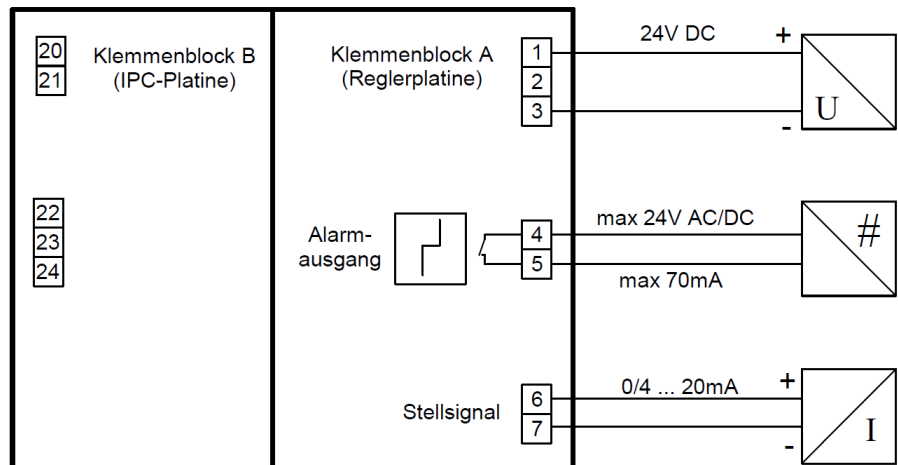 20
21
Klemmenblock B
(IPC-Platine)
Klemmenblock A
(Reglerplatine)
1
2
3
24V DC
+
-
U
22
23
24
Alarm-
ausgang
4
5
max 24V AC/DC
max 70mA
#
Stellsignal
6
7
0/4 ... 20mA
+
-
I